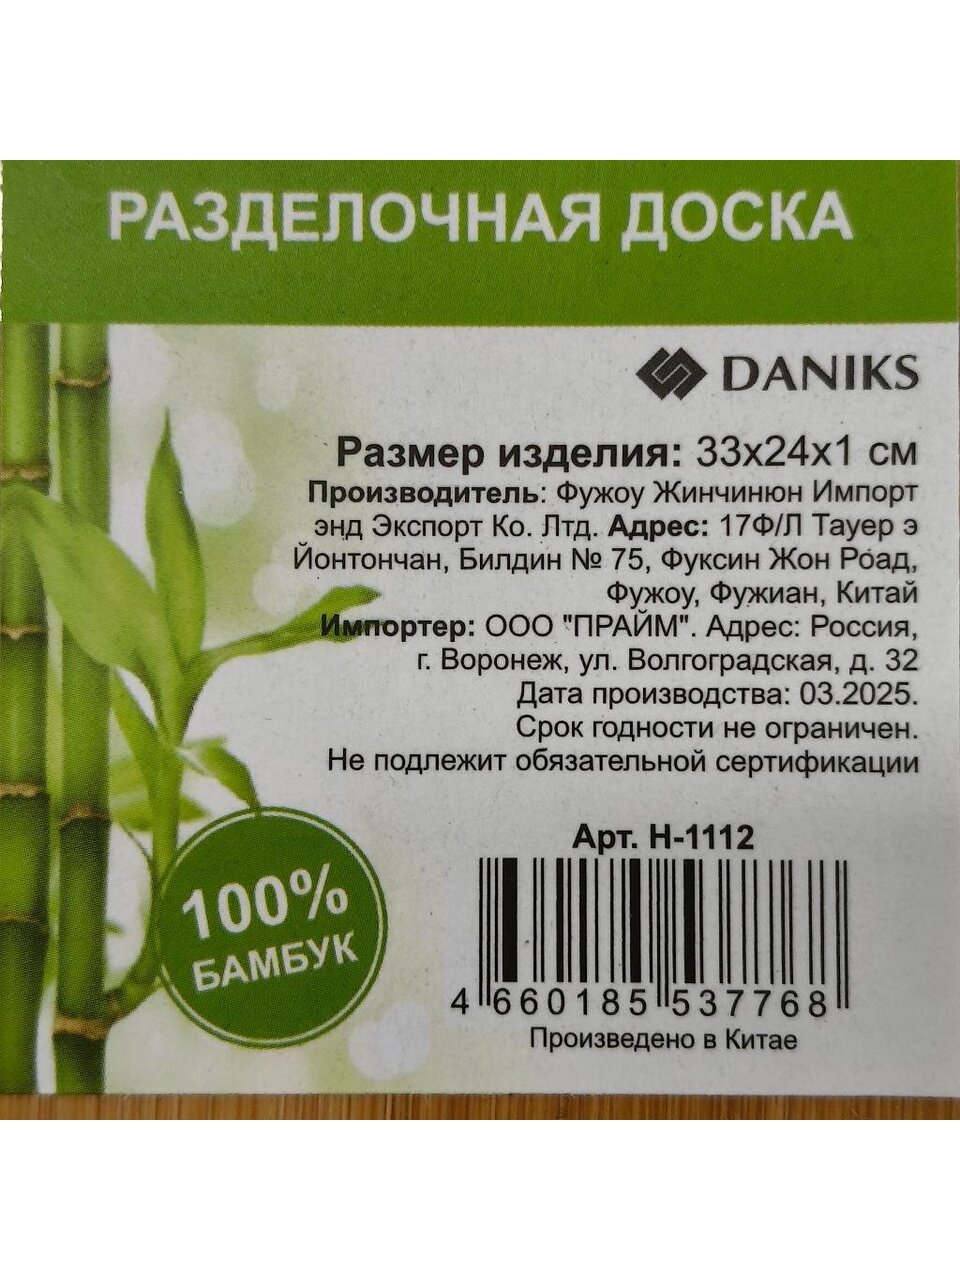 РАЗДЕЛОЧНАЯ ДОСКА
DANIKS
Размер изделия: 33х24х1 см
Производитель: Фужоу Жинчинюн Импорт
энд Экспорт Ко. Лтд. Адрес: 17Ф/Л Тауер э
Йонтончан, Билдин № 75, Фуксин Жон Роад,
Фужоу, Фужиан, Китай
Импортер: ООО "ПРАЙМ". Адрес: Россия,
г. Воронеж, ул. Волгоградская, д. 32
Дата производства: 03.2025.
Срок годности не ограничен.
Не подлежит обязательной сертификации
100%
БАМБУК
Арт. Н-1112
4 660185 537768
Произведено в Китае